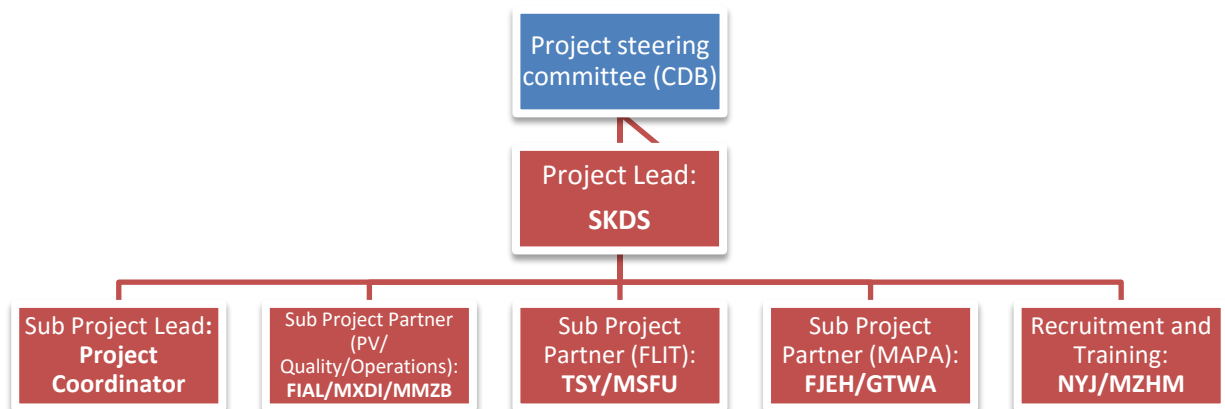 Project steering
committee (CDB)
Project Lead:
SKDS
Sub Project Lead:
Project
Coordinator
Sub Project Partner
(PV/
Quality/Operations):
FIAL/MXDI/MMZB
Sub Project
Partner (FLIT):
TSY/MSFU
Sub Project
Partner (MAPA):
FJEH/GTWA
Recruitment and
Training:
NYJ/MZHM